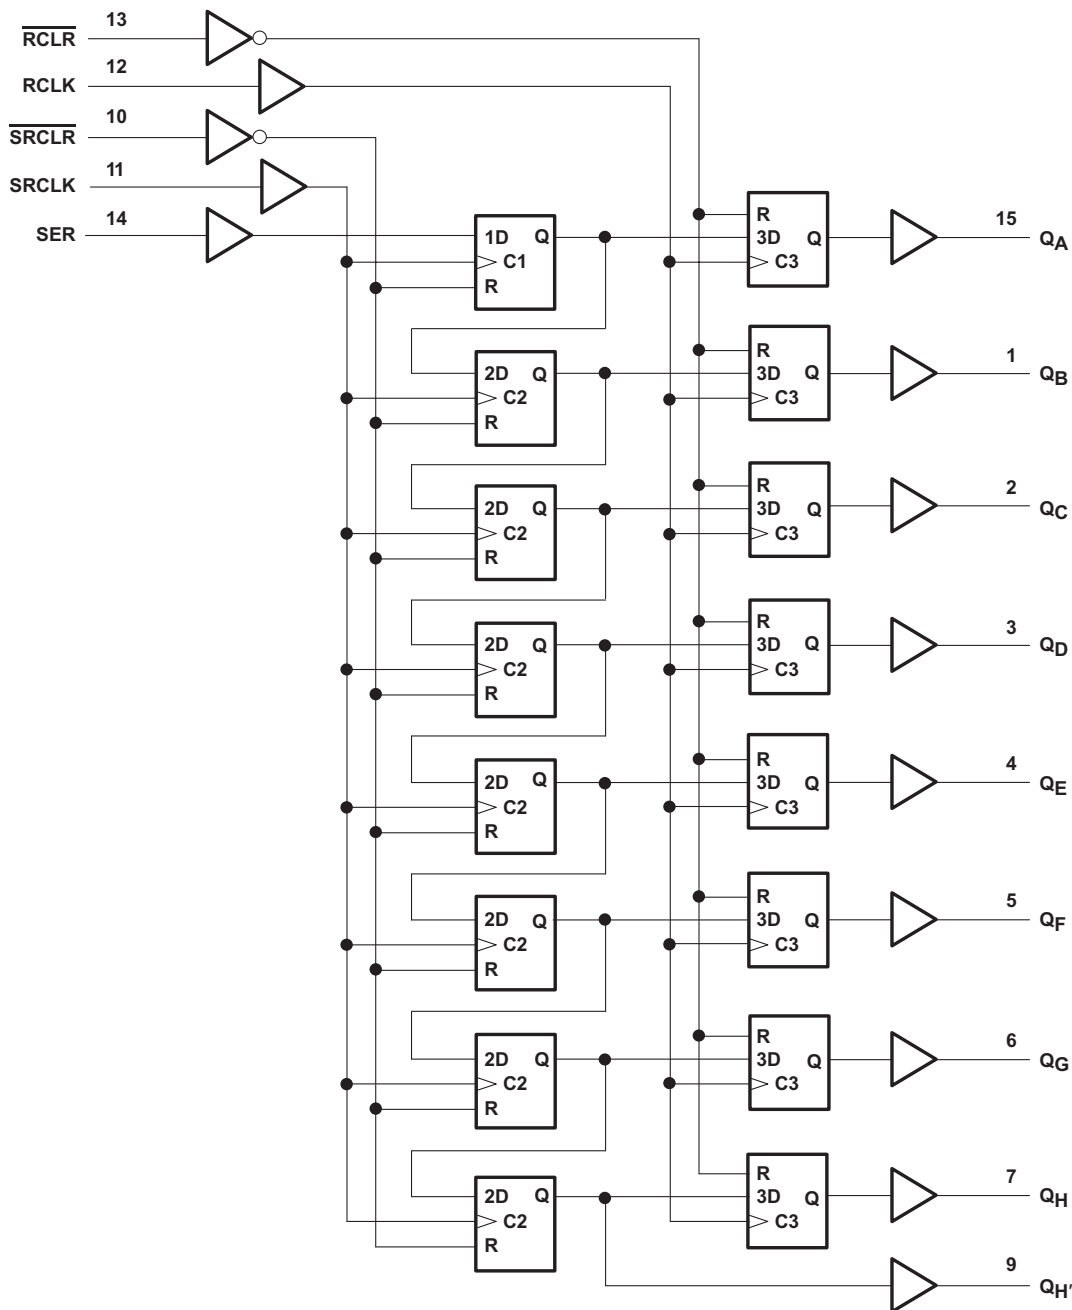 RCLR 13
RCLK 12
SRCLR 10
SRCLK 11
SER 14
1D Q
C1
R
R
3D Q
C3
15 QA
2D Q
C2
R
R
3D Q
C3
1 QB
2D Q
C2
R
R
3D Q
C3
2 QC
2D Q
C2
R
R
3D Q
C3
3 QD
2D Q
C2
R
R
3D Q
C3
4 QE
2D Q
C2
R
R
3D Q
C3
5 QF
2D Q
C2
R
R
3D Q
C3
6 QG
2D Q
C2
R
R
3D Q
C3
7 QH
9 QH′